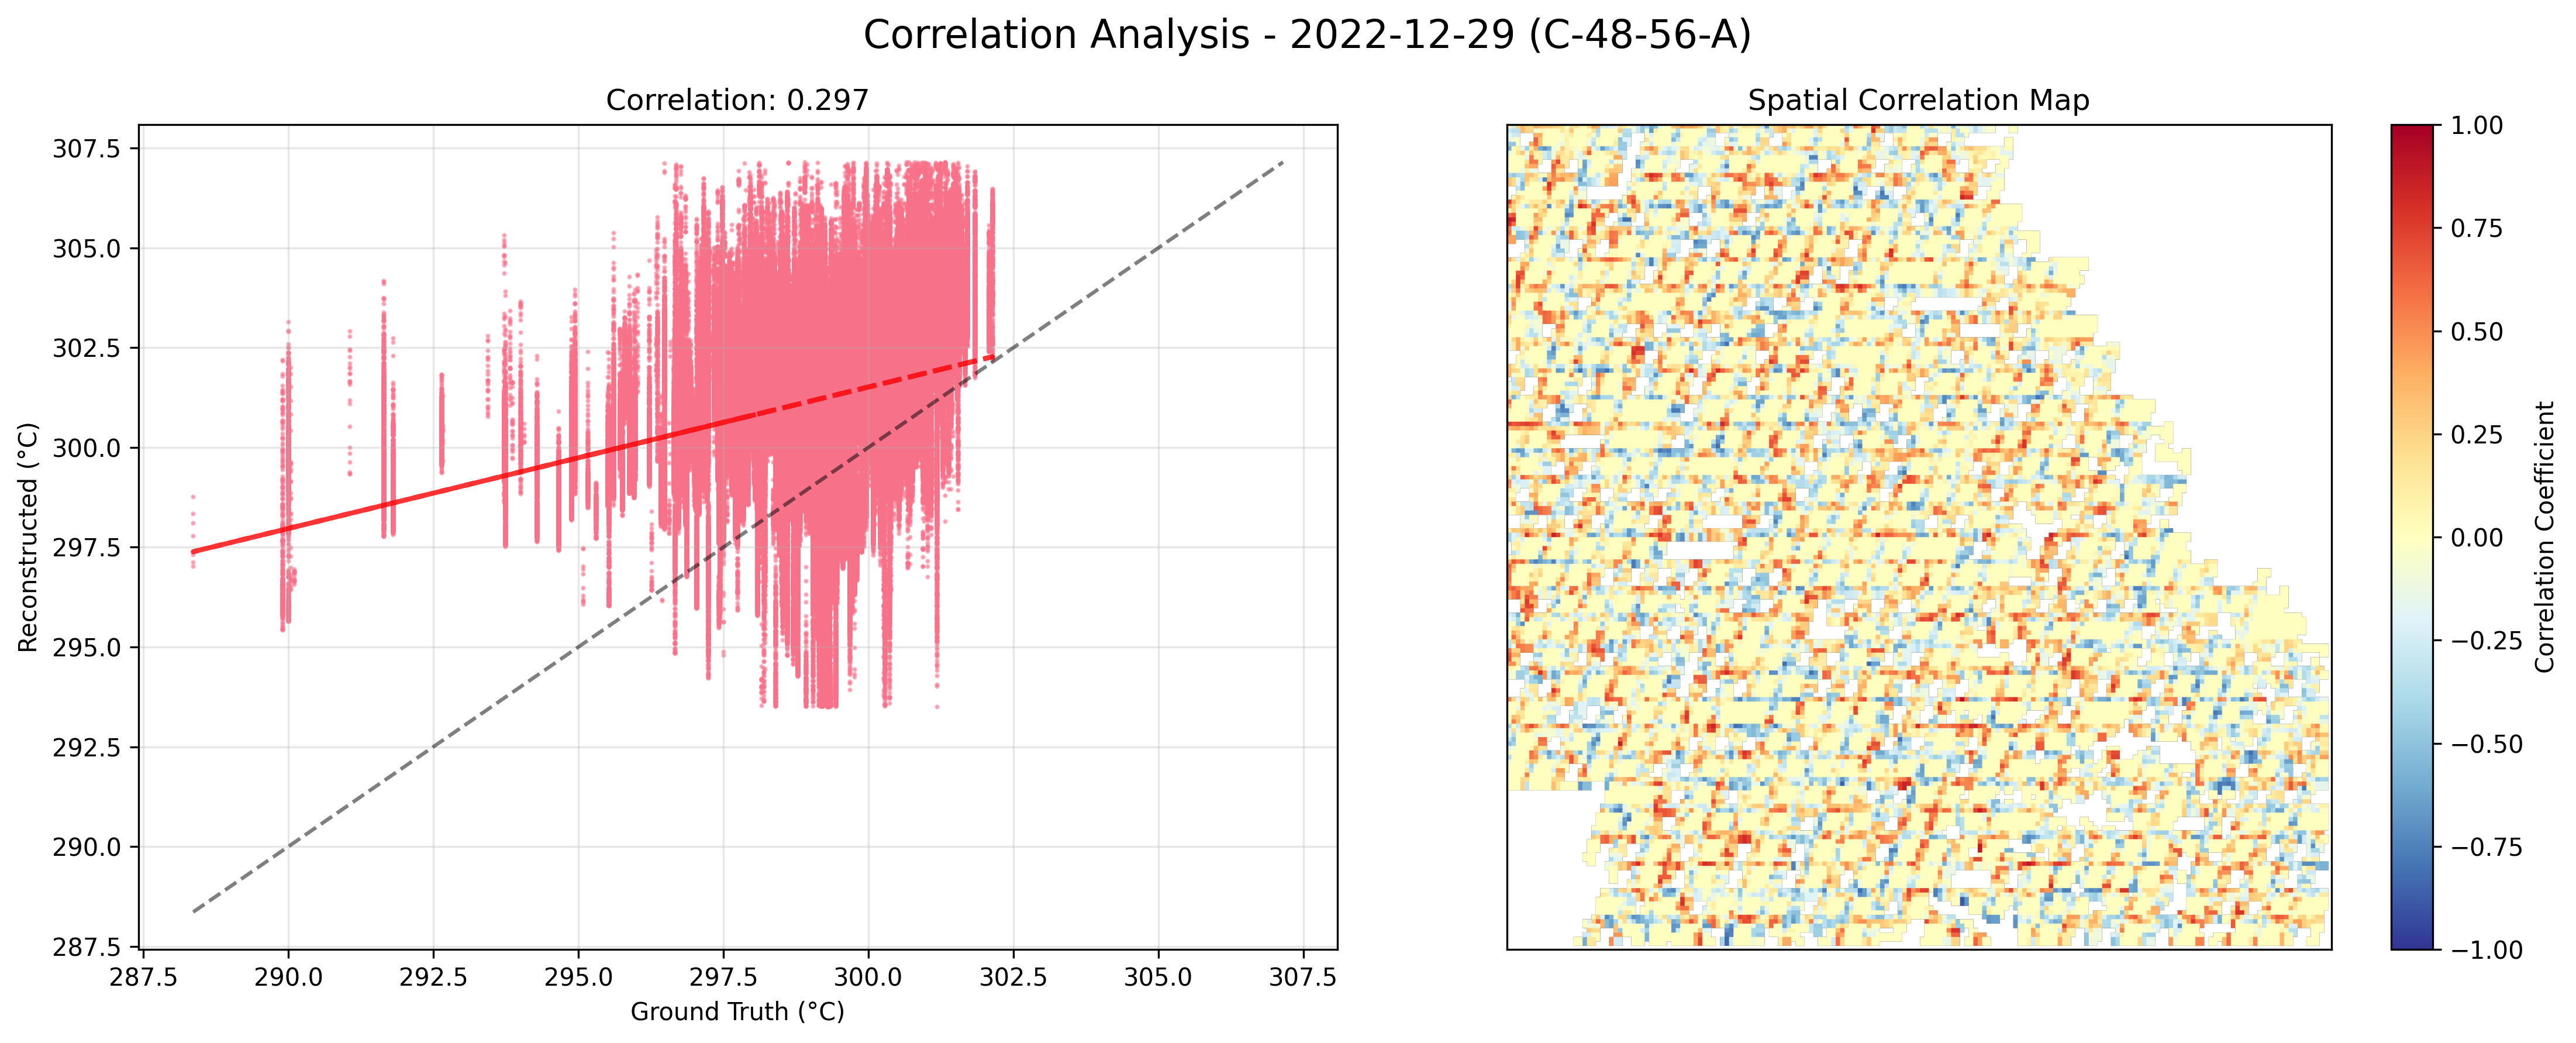 Correlation Analysis - 2022-12-29 (C-48-56-A)
Correlation: 0.297
Reconstructed (°C)
307.5
305.0
302.5
300.0
297.5
295.0
292.5
290.0
287.5
287.5 290.0 292.5 295.0 297.5 300.0 302.5 305.0 307.5
Ground Truth (°C)
Spatial Correlation Map
1.00
0.75
0.50
0.25
0.00
−0.25
−0.50
−0.75
−1.00
Correlation Coefficient